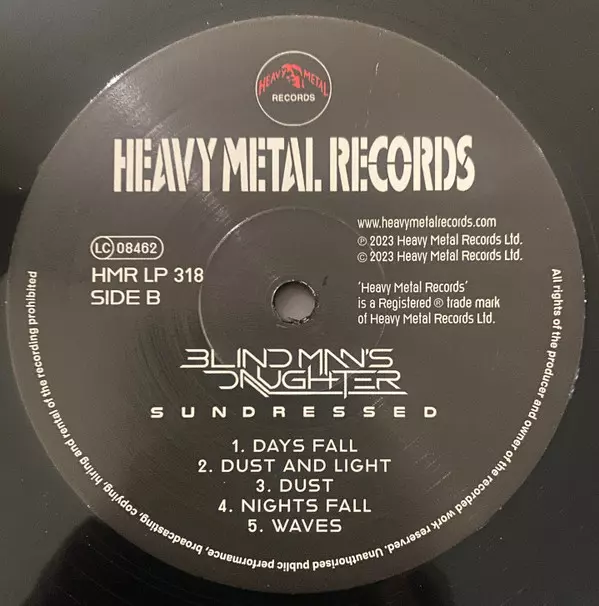 HEAVY METAL
RECORDS
HEAVY METAL RECORDS
www.heavymetalrecords.com
℗ 2023 Heavy Metal Records Ltd.
© 2023 Heavy Metal Records Ltd.
LC 08462
HMR LP 318
SIDE B
'Heavy Metal Records'
is a Registered ® trade mark
of Heavy Metal Records Ltd.
BLIND MAN'S
DAUGHTER
SUNDRESSED
1. DAYS FALL
2. DUST AND LIGHT
3. DUST
4. NIGHTS FALL
5. WAVES
All rights of the producer and owner of the recorded work reserved. Unauthorised public performance, broadcasting, copying, hiring and rental of the recording prohibited